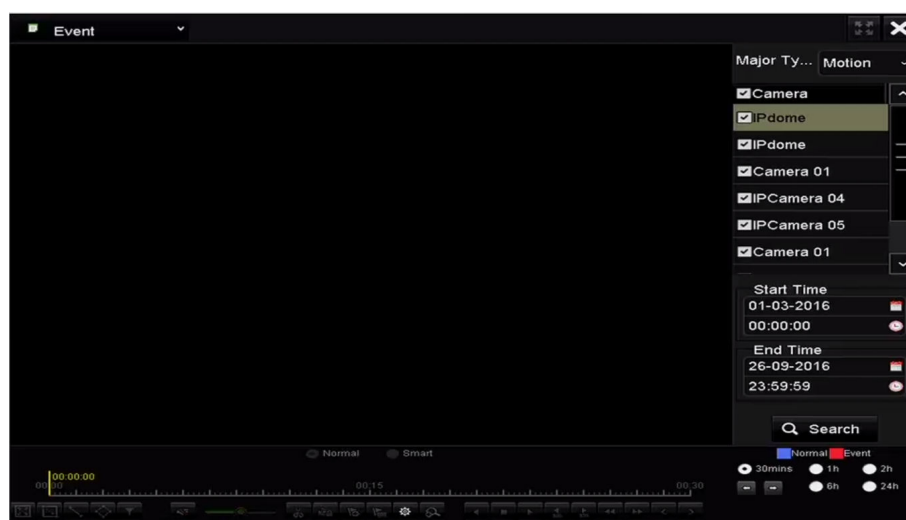 Event
Major Ty... Motion
Camera
IPdome
IPdome
Camera 01
IPCamera 04
IPCamera 05
Camera 01
Start Time
01-03-2016
00:00:00
End Time
26-09-2016
23:59:59
Search
Normal Smart
Normal Event
00:00:00
00:00 00:15 00:30
30mins 1h 2h
6h 24h